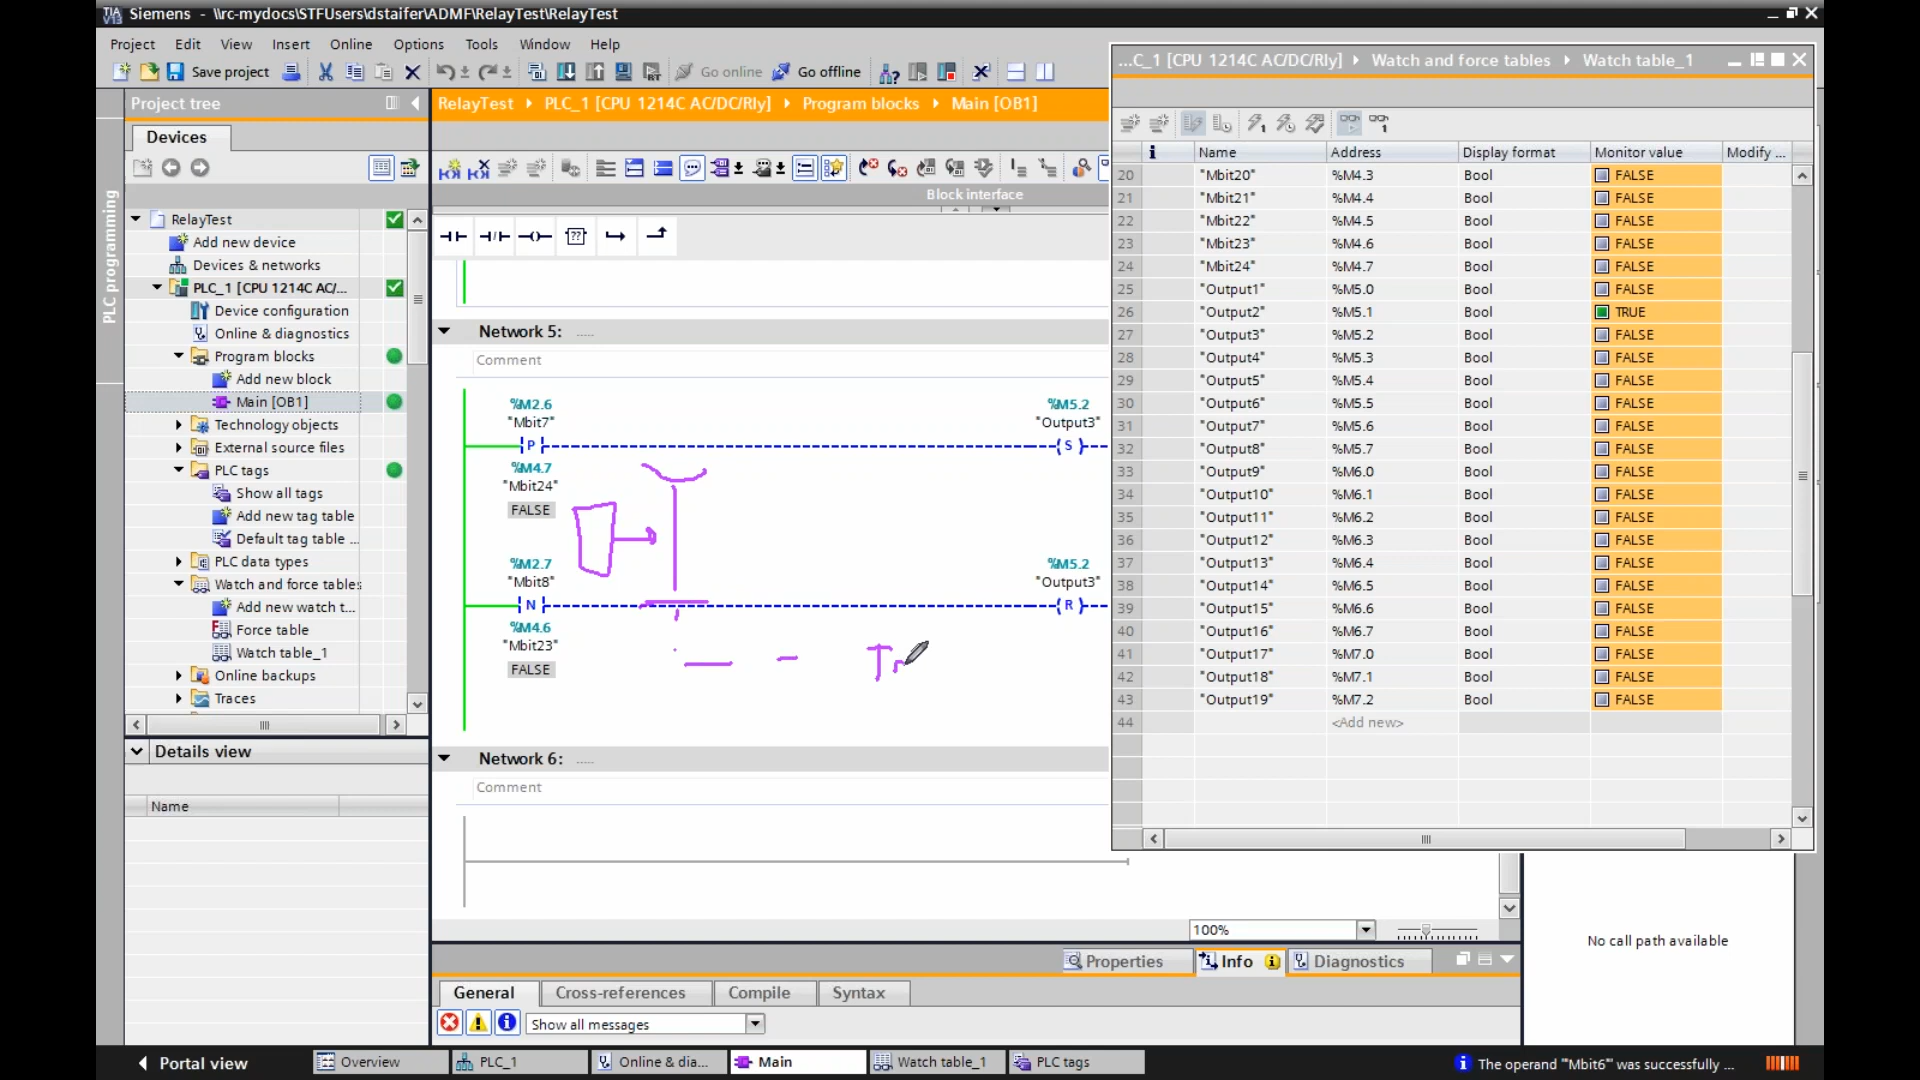 Siemens - \\rc-mydocs\STFUsers\dstaifer\ADMF\RelayTest\RelayTest
Project Edit View Insert Online Options Tools Window Help
Save project Go online Go offline
Project tree
Devices
PLC programming
RelayTest
Add new device
Devices & networks
PLC_1 [CPU 1214C AC/...
Device configuration
Online & diagnostics
Program blocks
Add new block
Main [OB1]
Technology objects
External source files
PLC tags
Show all tags
Add new tag table
Default tag table ...
PLC data types
Watch and force tables
Add new watch t...
Force table
Watch table_1
Online backups
Traces
Details view
Name
RelayTest PLC_1 [CPU 1214C AC/DC/Rly] Program blocks Main [OB1]
Block interface
??
Network 5: .....
Comment
%M2.6 %M5.2
"Mbit7" "Output3"
P S
%M4.7
"Mbit24"
FALSE
%M2.7 %M5.2
"Mbit8" "Output3"
N R
%M4.6
"Mbit23"
FALSE
Tr
Network 6: .....
Comment
100%
...C_1 [CPU 1214C AC/DC/Rly] Watch and force tables Watch table_1
i Name Address Display format Monitor value Modify ...
20 "Mbit20" %M4.3 Bool FALSE
21 "Mbit21" %M4.4 Bool FALSE
22 "Mbit22" %M4.5 Bool FALSE
23 "Mbit23" %M4.6 Bool FALSE
24 "Mbit24" %M4.7 Bool FALSE
25 "Output1" %M5.0 Bool FALSE
26 "Output2" %M5.1 Bool TRUE
27 "Output3" %M5.2 Bool FALSE
28 "Output4" %M5.3 Bool FALSE
29 "Output5" %M5.4 Bool FALSE
30 "Output6" %M5.5 Bool FALSE
31 "Output7" %M5.6 Bool FALSE
32 "Output8" %M5.7 Bool FALSE
33 "Output9" %M6.0 Bool FALSE
34 "Output10" %M6.1 Bool FALSE
35 "Output11" %M6.2 Bool FALSE
36 "Output12" %M6.3 Bool FALSE
37 "Output13" %M6.4 Bool FALSE
38 "Output14" %M6.5 Bool FALSE
39 "Output15" %M6.6 Bool FALSE
40 "Output16" %M6.7 Bool FALSE
41 "Output17" %M7.0 Bool FALSE
42 "Output18" %M7.1 Bool FALSE
43 "Output19" %M7.2 Bool FALSE
44 <Add new>
No call path available
Properties Info Diagnostics
General Cross-references Compile Syntax
Show all messages
Portal view Overview PLC_1 Online & dia... Main Watch table_1 PLC tags The operand '"Mbit6"' was successfully ...